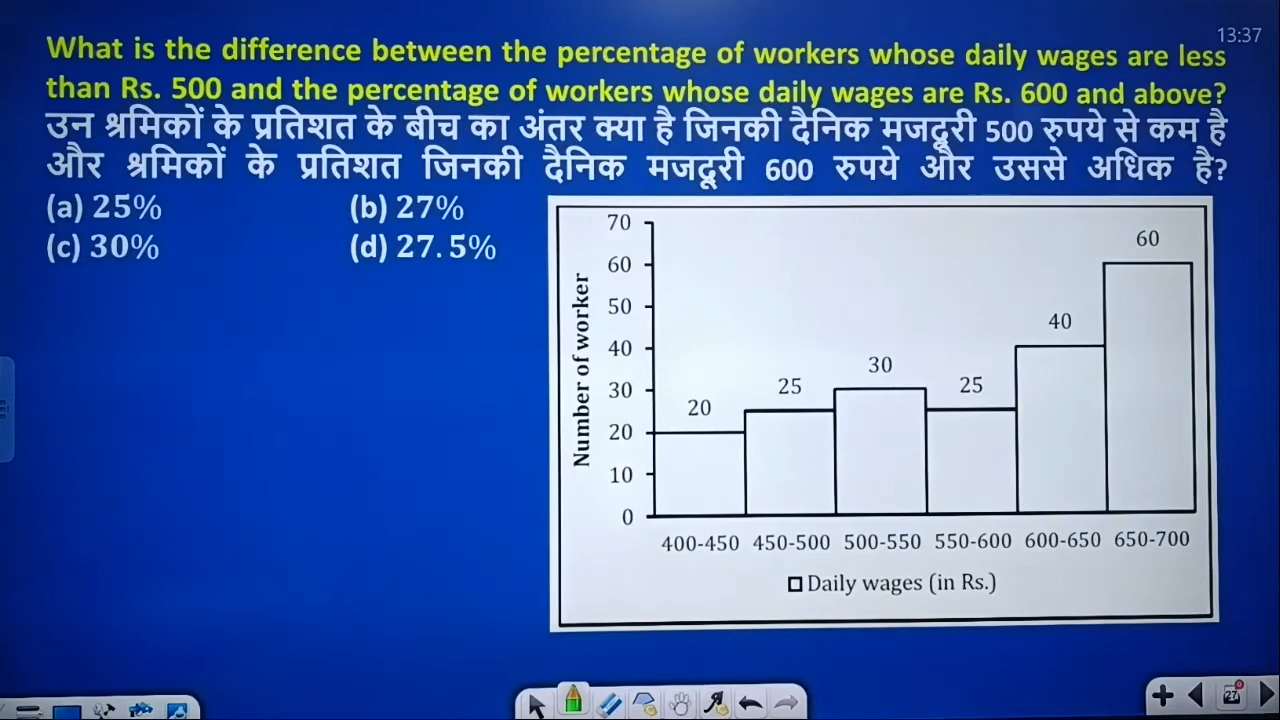 13:37
What is the difference between the percentage of workers whose daily wages are less
than Rs. 500 and the percentage of workers whose daily wages are Rs. 600 and above?
उन श्रमिकों के प्रतिशत के बीच का अंतर क्या है जिनकी दैनिक मजदूरी 500 रुपये से कम है
और श्रमिकों के प्रतिशत जिनकी दैनिक मजदूरी 600 रुपये और उससे अधिक है?
(a) 25% (b) 27%
(c) 30% (d) 27.5%
Number of worker
70
60
50
40
30
20
10
0
20
25
30
25
40
60
400-450 450-500 500-550 550-600 600-650 650-700
Daily wages (in Rs.)
27